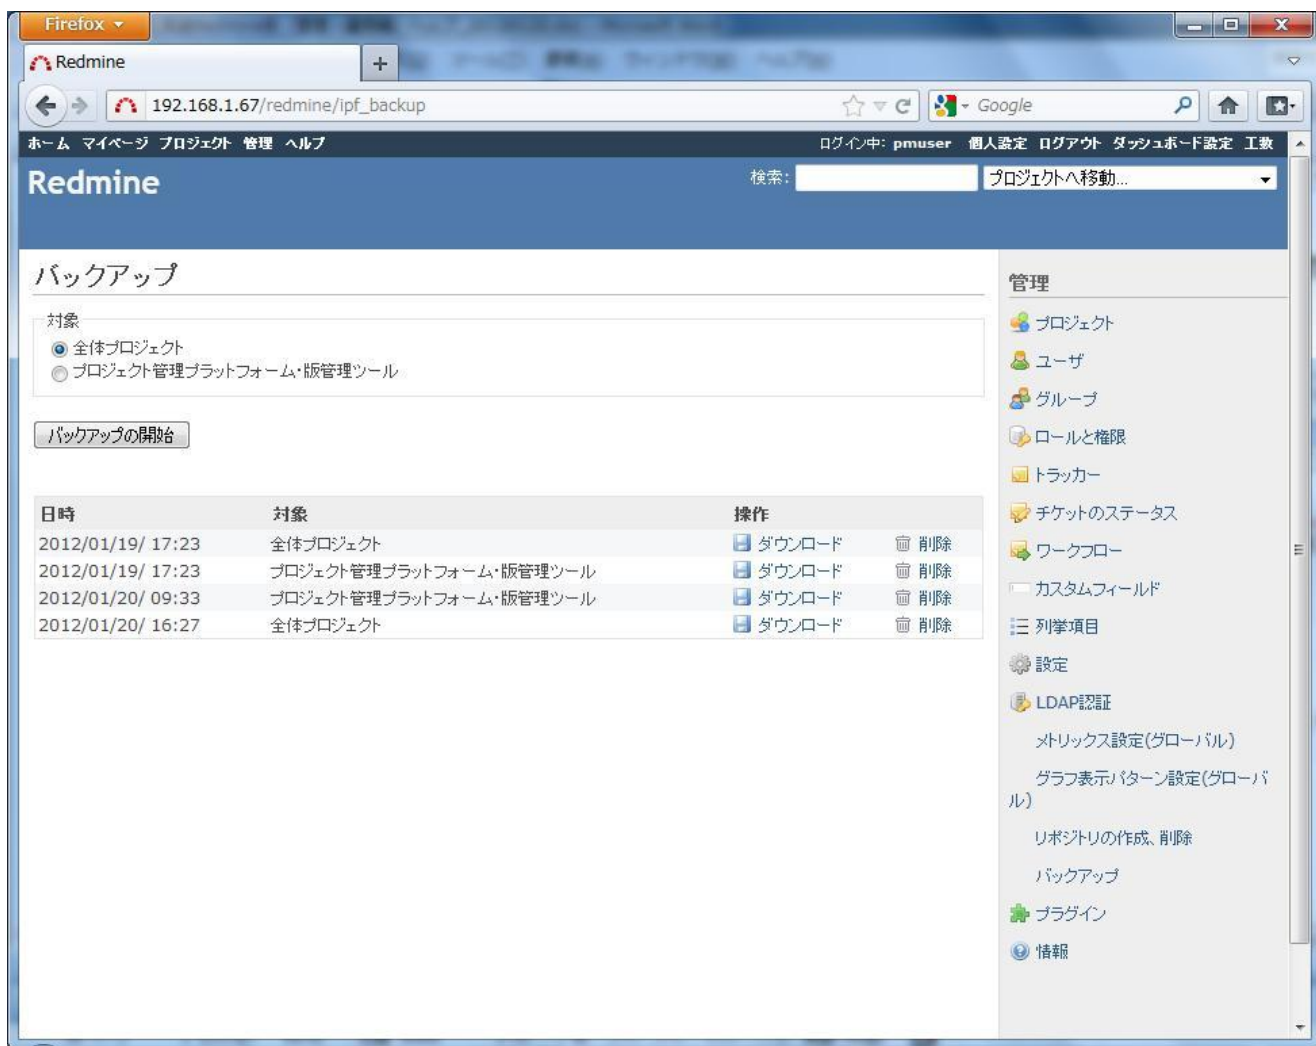 Firefox
Redmine
192.168.1.67/redmine/ipf_backup
Google
ホーム マイページ プロジェクト 管理 ヘルプ
ログイン中: pmuser 個人設定 ログアウト ダッシュボード設定 工数
Redmine
検索:
プロジェクトへ移動...
バックアップ
対象
全体プロジェクト
プロジェクト管理プラットフォーム・版管理ツール
バックアップの開始
日時 対象 操作
2012/01/19/ 17:23 全体プロジェクト ダウンロード 削除
2012/01/19/ 17:23 プロジェクト管理プラットフォーム・版管理ツール ダウンロード 削除
2012/01/20/ 09:33 プロジェクト管理プラットフォーム・版管理ツール ダウンロード 削除
2012/01/20/ 16:27 全体プロジェクト ダウンロード 削除
管理
プロジェクト
ユーザ
グループ
ロールと権限
トラッカー
チケットのステータス
ワークフロー
カスタムフィールド
列挙項目
設定
LDAP認証
メトリックス設定(グローバル)
グラフ表示パターン設定(グローバ
ル)
リポジトリの作成、削除
バックアップ
プラグイン
情報